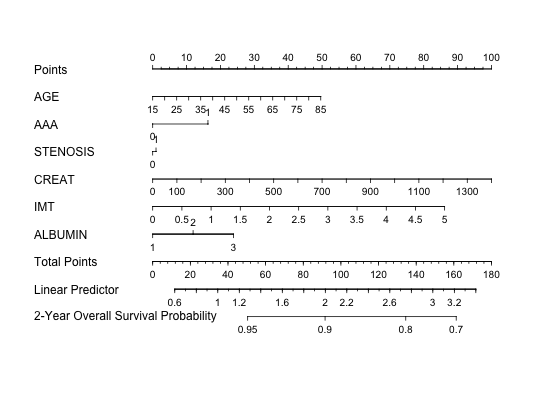 0 10 20 30 40 50 60 70 80 90 100
Points
AGE
15 25 35 45 55 65 75 85
1
AAA
0
1
STENOSIS
0
CREAT
0 100 300 500 700 900 1100 1300
IMT
0 0.5 1 1.5 2 2.5 3 3.5 4 4.5 5
2
ALBUMIN
1 3
Total Points
0 20 40 60 80 100 120 140 160 180
Linear Predictor
0.6 1 1.2 1.6 2 2.2 2.6 3 3.2
2-Year Overall Survival Probability
0.95 0.9 0.8 0.7